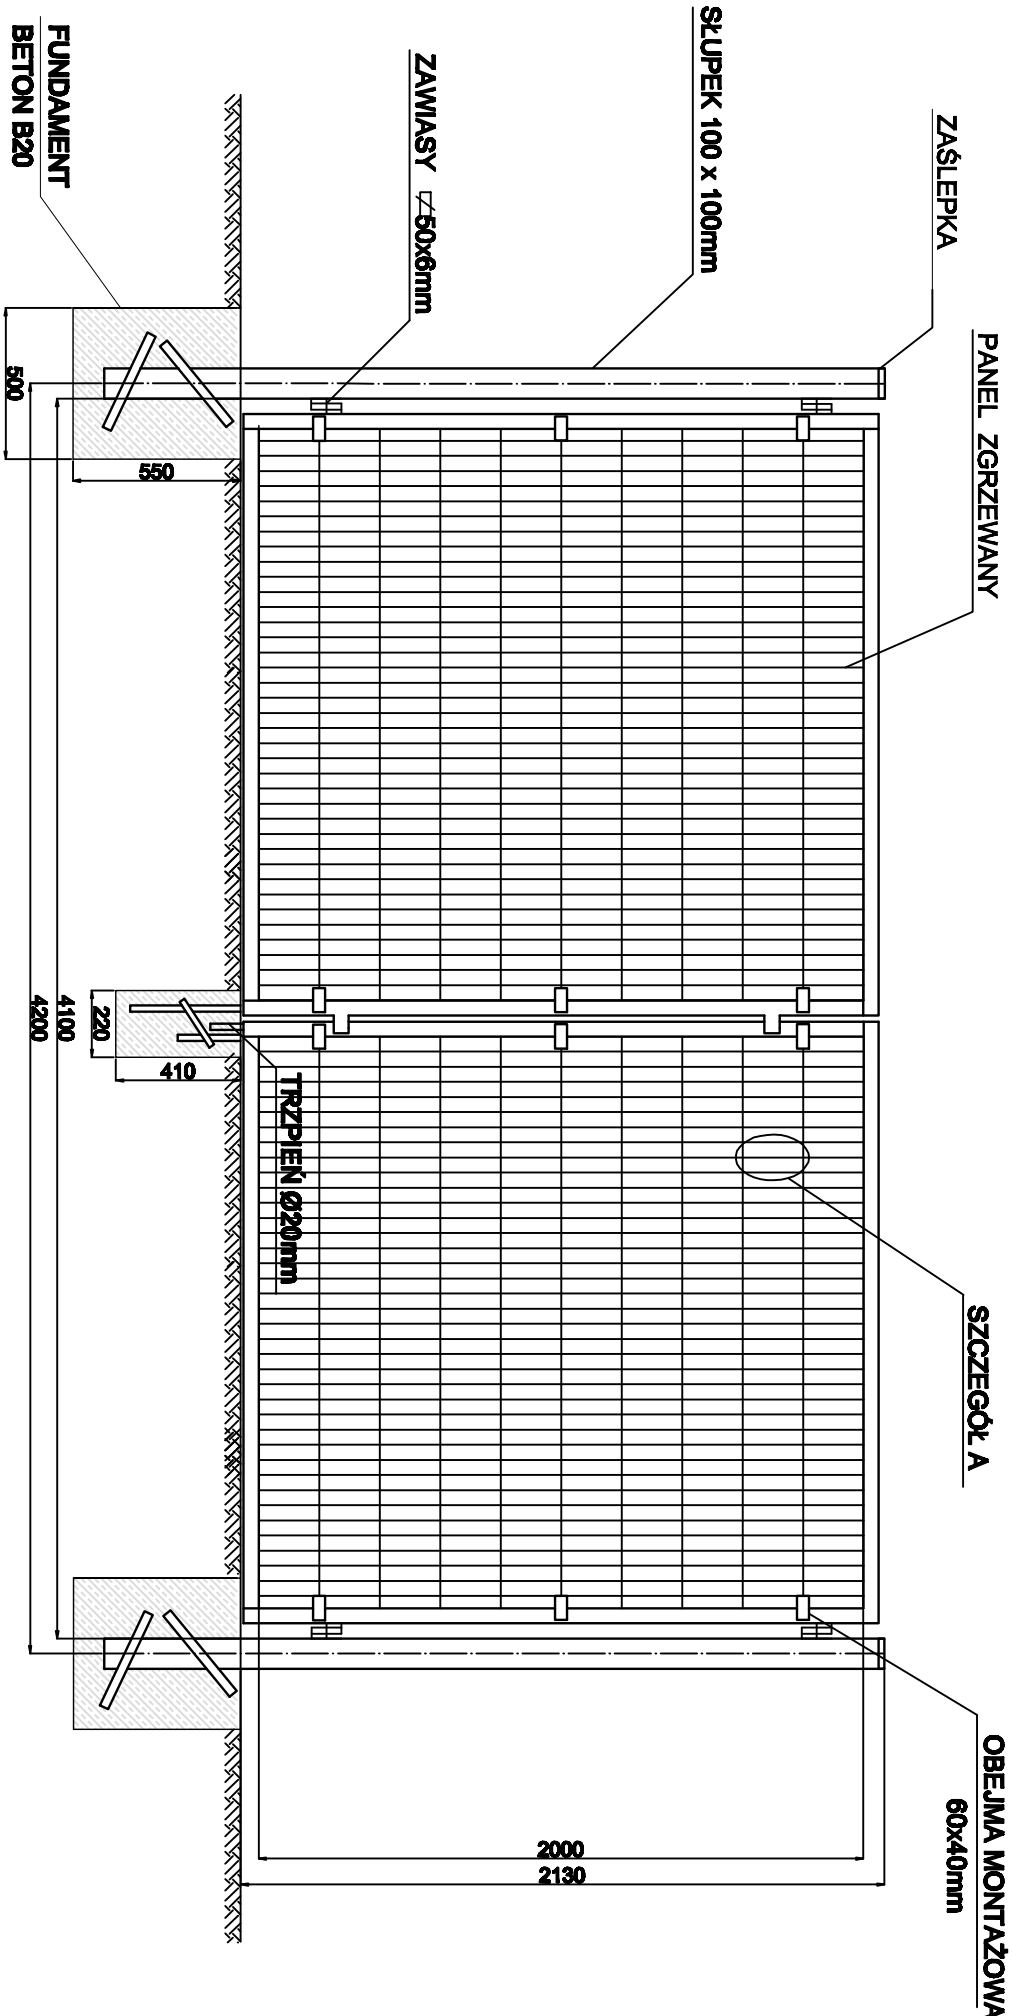 ZAŚLEPKA
PANEL ZGRZEWANY
SŁUPEK 100 x 100mm
ZAWIASY 50x6mm
FUNDAMENT
BETON B20
SZCZEGÓŁ A
OBEJMA MONTAŻOWA
60x40mm
TRZPIEŃ Ø20mm
2000
2130
500
550
220
410
4100
4200